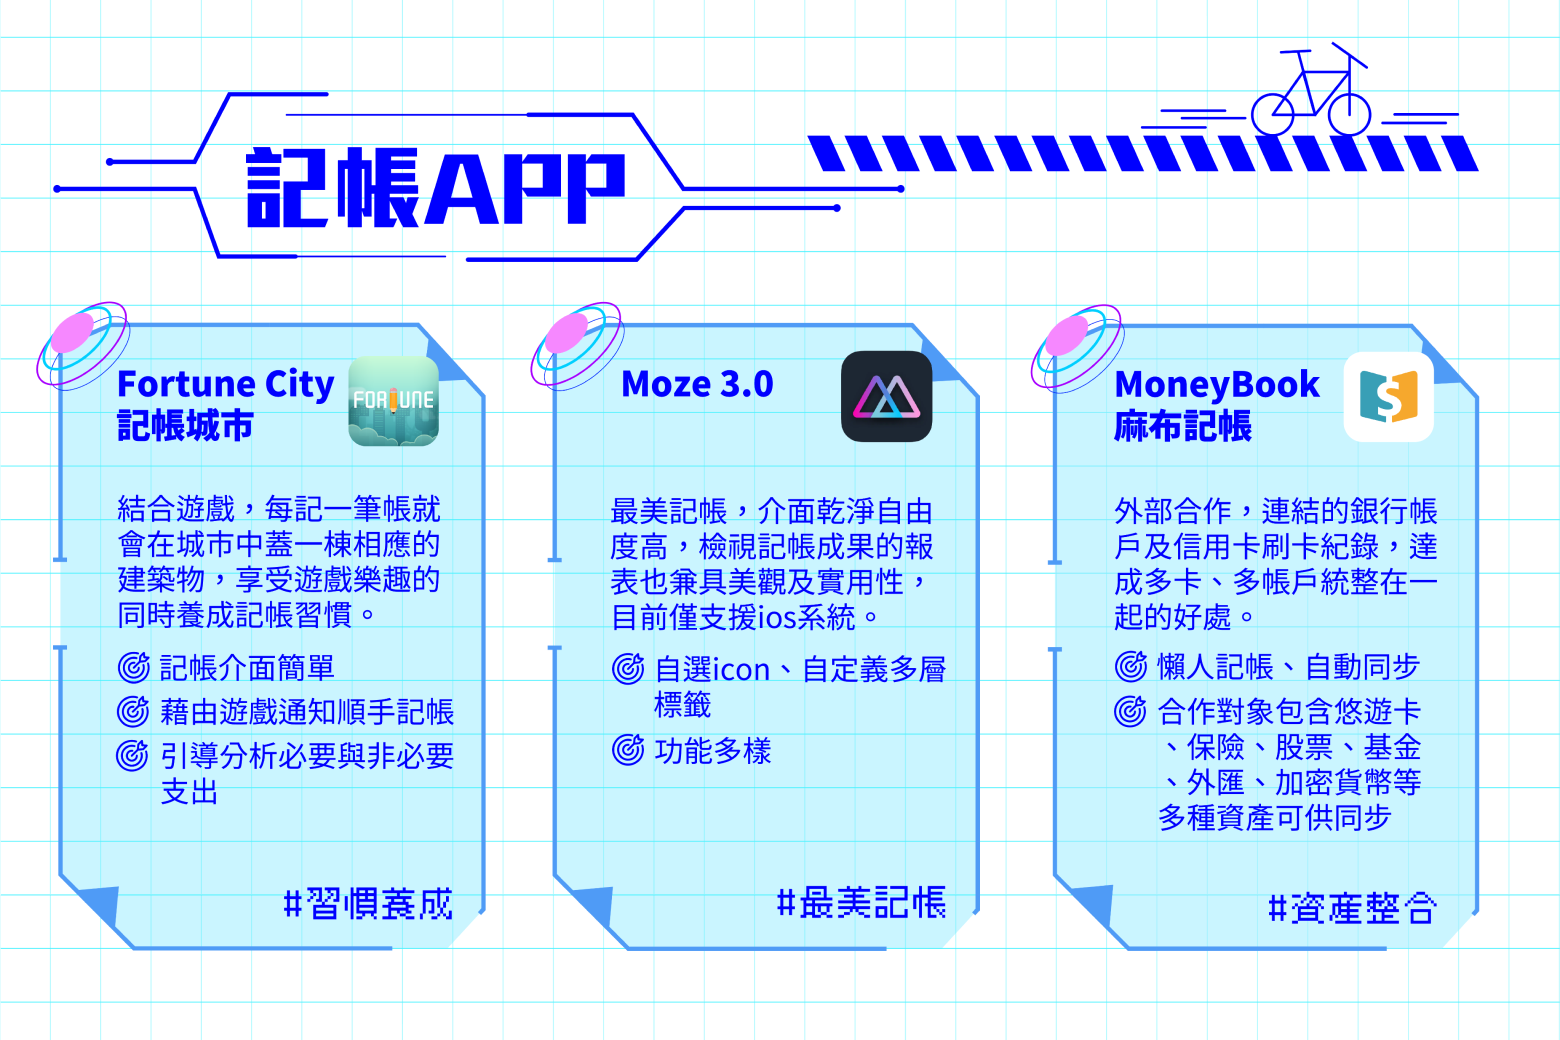 記帳APP
Fortune City
記帳城市
FORTUNE
結合遊戲，每記一筆帳就
會在城市中蓋一棟相應的
建築物，享受遊戲樂趣的
同時養成記帳習慣。
記帳介面簡單
藉由遊戲通知順手記帳
引導分析必要與非必要
支出
#習慣養成
Moze 3.0
最美記帳，介面乾淨自由
度高，檢視記帳成果的報
表也兼具美觀及實用性，
目前僅支援ios系統。
自選icon、自定義多層
標籤
功能多樣
#最美記帳
MoneyBook
麻布記帳
外部合作，連結的銀行帳
戶及信用卡刷卡紀錄，達
成多卡、多帳戶統整在一
起的好處。
懶人記帳、自動同步
合作對象包含悠遊卡
、保險、股票、基金
、外匯、加密貨幣等
多種資產可供同步
#資產整合